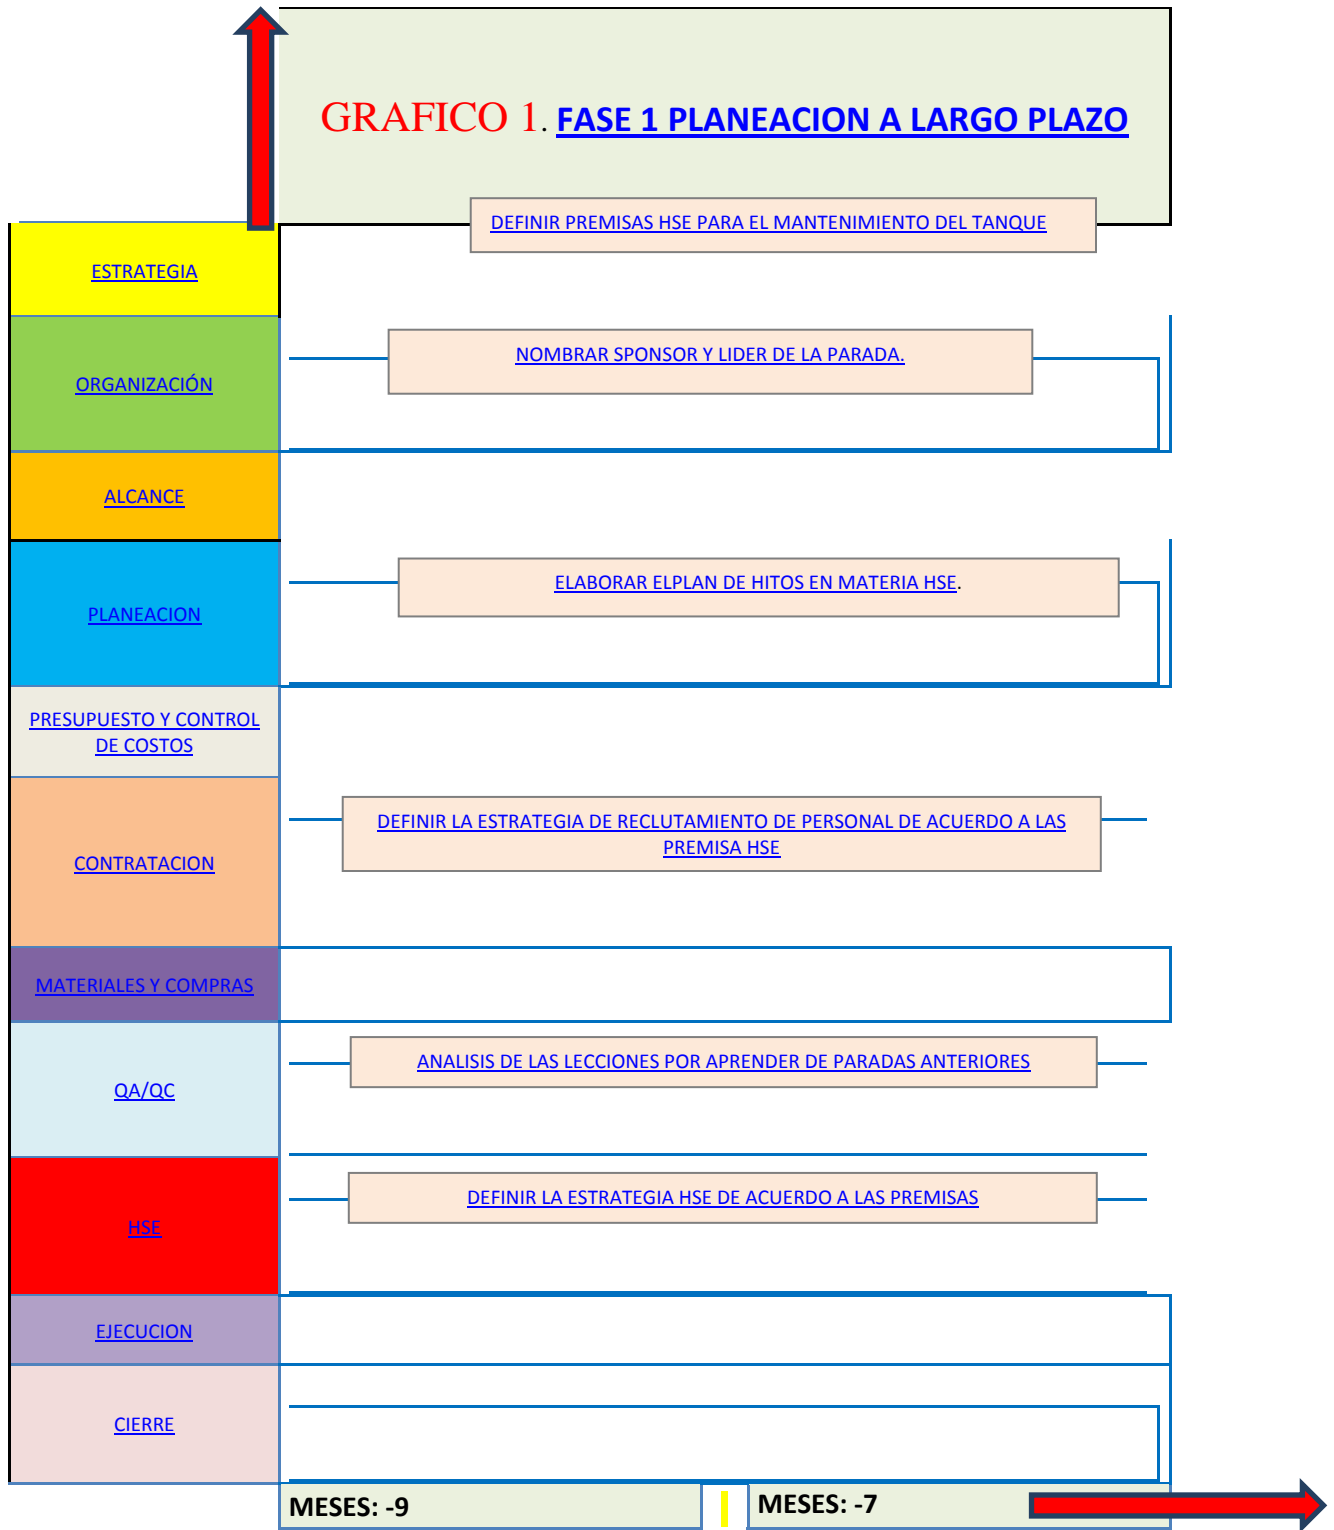 GRAFICO 1. FASE 1 PLANEACION A LARGO PLAZO
DEFINIR PREMISAS HSE PARA EL MANTENIMIENTO DEL TANQUE
ESTRATEGIA
NOMBRAR SPONSOR Y LIDER DE LA PARADA.
ORGANIZACIÓN
ALCANCE
ELABORAR ELPLAN DE HITOS EN MATERIA HSE.
PLANEACION
PRESUPUESTO Y CONTROL
DE COSTOS
DEFINIR LA ESTRATEGIA DE RECLUTAMIENTO DE PERSONAL DE ACUERDO A LAS
PREMISA HSE
CONTRATACION
MATERIALES Y COMPRAS
ANALISIS DE LAS LECCIONES POR APRENDER DE PARADAS ANTERIORES
QA/QC
DEFINIR LA ESTRATEGIA HSE DE ACUERDO A LAS PREMISAS
HSE
EJECUCION
CIERRE
MESES: -9
MESES: -7